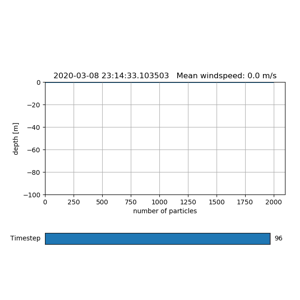 2020-03-08 23:14:33.103503 Mean windspeed: 0.0 m/s
0
−20
−40
−60
−80
−100
depth [m]
0 250 500 750 1000 1250 1500 1750 2000
number of particles
Timestep 96